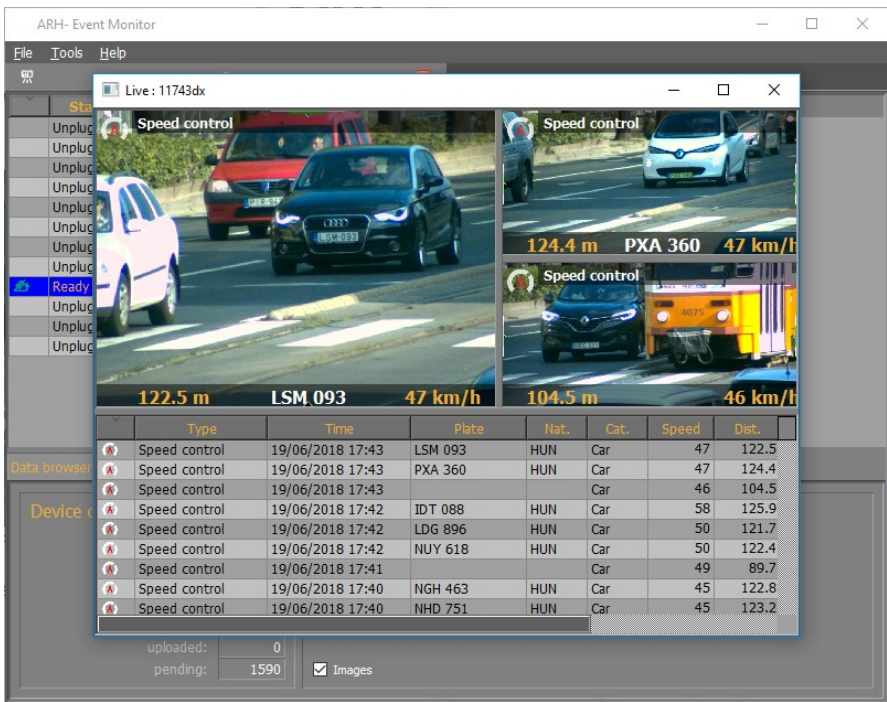 ARH- Event Monitor
File Tools Help
Live : 11743dx
Sta
Unplug
Unplug
Unplug
Unplug
Unplug
Unplug
Unplug
Unplug
Ready
Unplug
Unplug
Unplug
Speed control
LSM-093
122.5 m LSM 093 47 km/h
Speed control
124.4 m PXA 360 47 km/h
Speed control
4075
104.5 m 46 km/h
Type Time Plate Nat. Cat. Speed Dist.
Speed control 19/06/2018 17:43 LSM 093 HUN Car 47 122.5
Speed control 19/06/2018 17:43 PXA 360 HUN Car 47 124.4
Speed control 19/06/2018 17:43 Car 46 104.5
Speed control 19/06/2018 17:42 IDT 088 HUN Car 58 125.9
Speed control 19/06/2018 17:42 LDG 896 HUN Car 50 121.7
Speed control 19/06/2018 17:42 NUY 618 HUN Car 50 122.4
Speed control 19/06/2018 17:41 Car 49 89.7
Speed control 19/06/2018 17:40 NGH 463 HUN Car 45 122.8
Speed control 19/06/2018 17:40 NHD 751 HUN Car 45 123.2
Data browser
Device
uploaded: 0
pending: 1590
Images